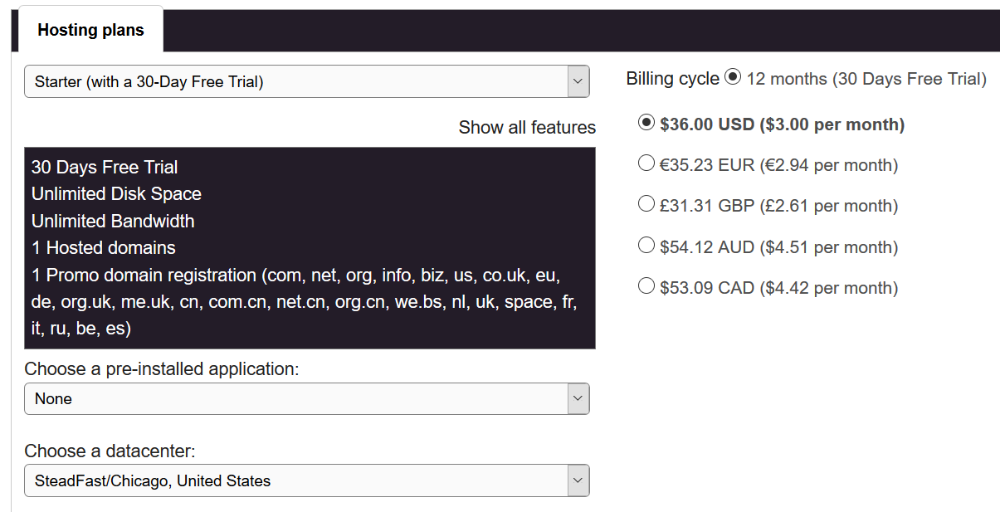 Hosting plans
Starter (with a 30-Day Free Trial)
Show all features
30 Days Free Trial
Unlimited Disk Space
Unlimited Bandwidth
1 Hosted domains
1 Promo domain registration (com, net, org, info, biz, us, co.uk, eu,
de, org.uk, me.uk, cn, com.cn, net.cn, org.cn, we.bs, nl, uk, space, fr,
it, ru, be, es)
Choose a pre-installed application:
None
Choose a datacenter:
SteadFast/Chicago, United States
Billing cycle 12 months (30 Days Free Trial)
$36.00 USD ($3.00 per month)
€35.23 EUR (€2.94 per month)
£31.31 GBP (£2.61 per month)
$54.12 AUD ($4.51 per month)
$53.09 CAD ($4.42 per month)